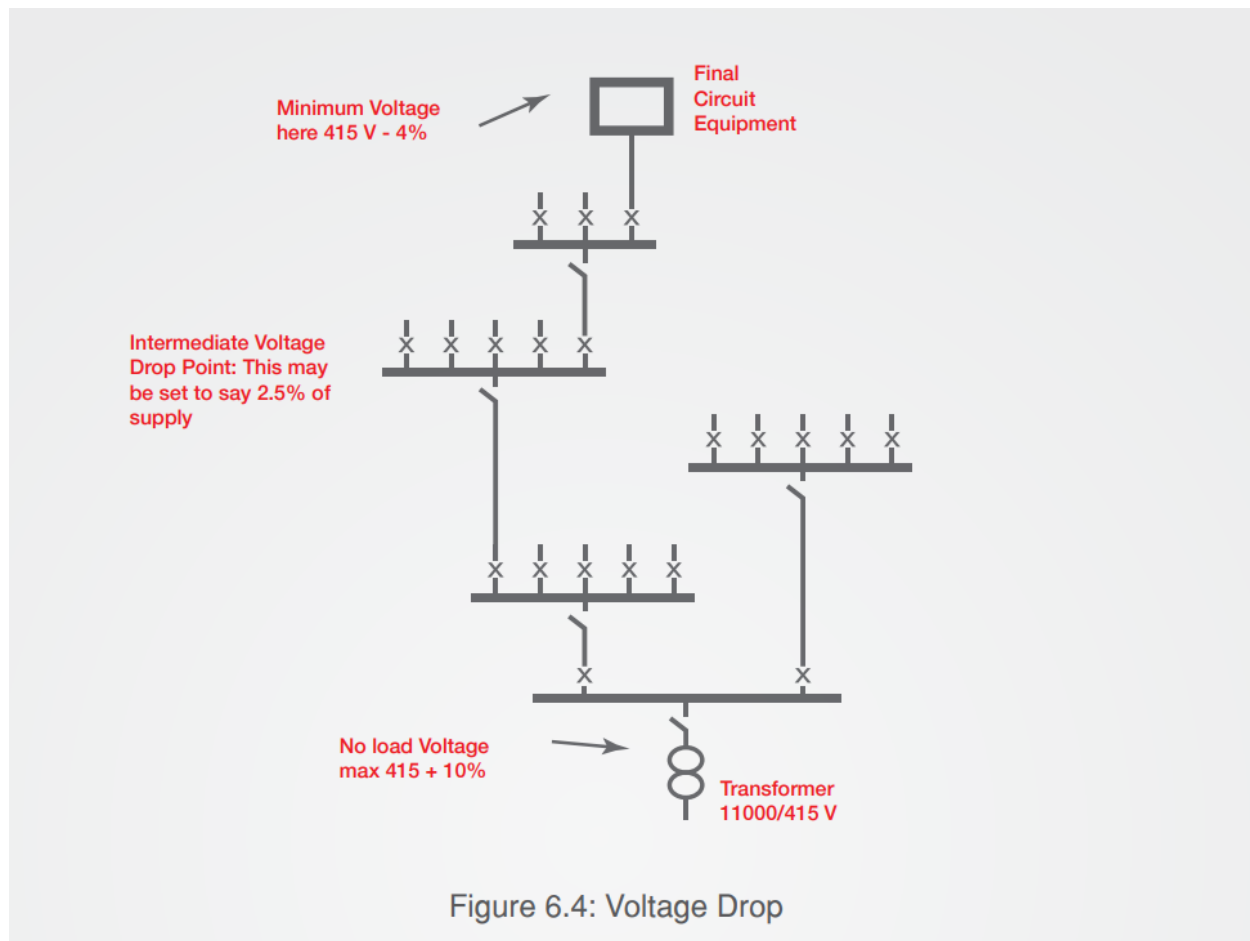 Final
Circuit
Equipment
Minimum Voltage
here 415 V - 4%
Intermediate Voltage
Drop Point: This may
be set to say 2.5% of
supply
No load Voltage
max 415 + 10%
Transformer
11000/415 V
Figure 6.4: Voltage Drop